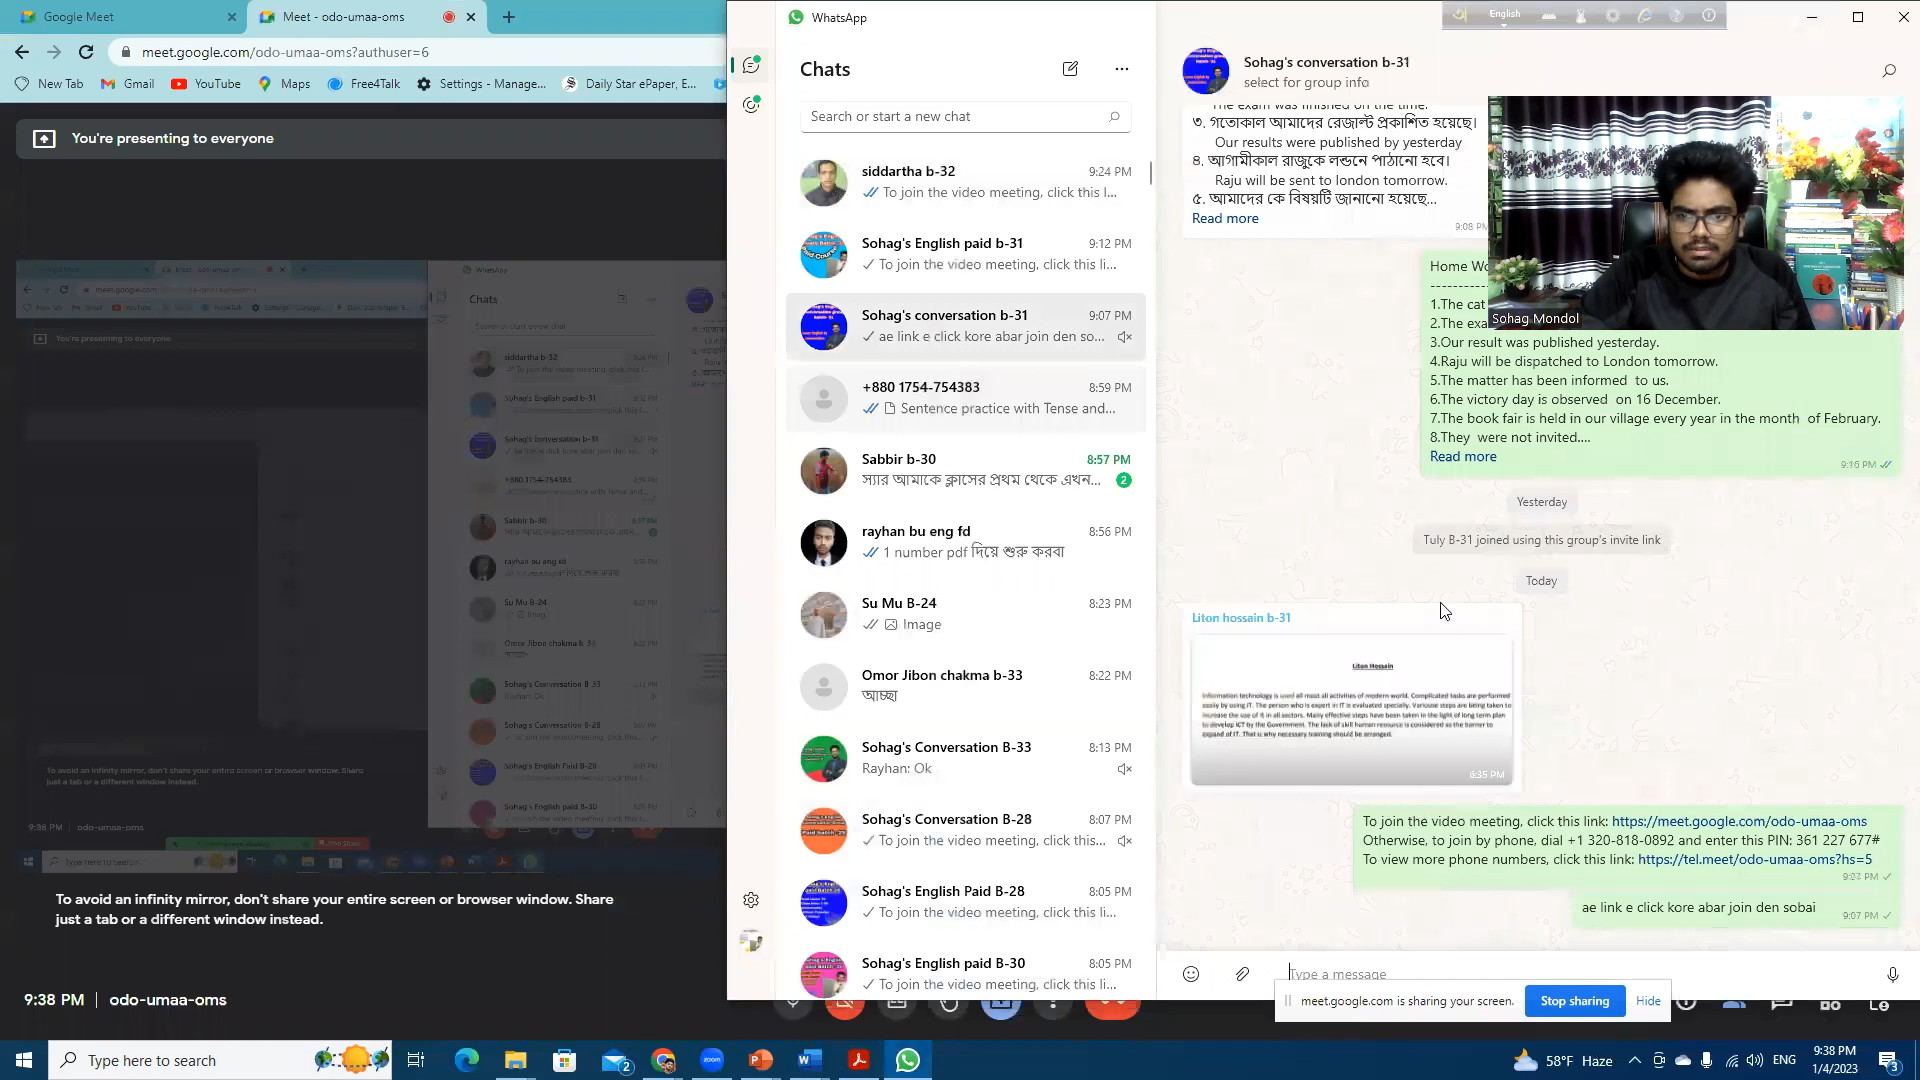 Google Meet
Meet - odo-umaa-oms
meet.google.com/odo-umaa-oms?authuser=6
New Tab
Gmail
YouTube
Maps
Free4Talk
Settings - Manage...
Daily Star ePaper, E...
You're presenting to everyone
To avoid an infinity mirror, don't share your entire screen or browser window. Share
just a tab or a different window instead.
9:38 PM | odo-umaa-oms
WhatsApp
Chats
Search or start a new chat
siddartha b-32 9:24 PM
To join the video meeting, click this l...
Sohag's English paid b-31 9:12 PM
To join the video meeting, click this li...
Sohag's conversation b-31 9:07 PM
ae link e click kore abar join den so...
+880 1754-754383 8:59 PM
Sentence practice with Tense and...
Sabbir b-30 8:57 PM
স্যার আমাকে ক্লাসের প্রথম থেকে এখন... 2
rayhan bu eng fd 8:56 PM
1 number pdf দিয়ে শুরু করবা
Su Mu B-24 8:23 PM
Image
Omor Jibon chakma b-33 8:22 PM
আচ্ছা
Sohag's Conversation B-33 8:13 PM
Rayhan: Ok
Sohag's Conversation B-28 8:07 PM
To join the video meeting, click this li...
Sohag's English Paid B-28 8:05 PM
To join the video meeting, click this li...
Sohag's English paid B-30 8:05 PM
To join the video meeting, click this li...
English
Sohag's conversation b-31
select for group info
The exam was finished on the time.
৩. গতোকাল আমাদের রেজাল্ট প্রকাশিত হয়েছে।
Our results were published by yesterday
৪. আগামীকাল রাজুকে লন্ডনে পাঠানো হবে।
Raju will be sent to london tomorrow.
৫. আমাদের কে বিষয়টি জানানো হয়েছে...
Read more
9:08 PM
Sohag Mondol
Home Wo
1.The cat
2.The exa
3.Our result was published yesterday.
4.Raju will be dispatched to London tomorrow.
5.The matter has been informed to us.
6.The victory day is observed on 16 December.
7.The book fair is held in our village every year in the month of February.
8.They were not invited....
Read more
9:16 PM
Yesterday
Tuly B-31 joined using this group's invite link
Today
Liton hossain b-31
Liton Hossain
Information technology is used all most all activities of modern world. Complicated tasks are performed
easily by using IT. The person who is expert in IT is evaluated specially. Variouse steps are being taken to
increase the use of it in all sectors. Many effective steps have been taken in the light of long term plan
to develop ICT by the Government. The lack of skill human resource is considered so the barrier to
expand of IT. That is why necessary training should be arranged.
6:35 PM
To join the video meeting, click this link: https://meet.google.com/odo-umaa-oms
Otherwise, to join by phone, dial +1 320-818-0892 and enter this PIN: 361 227 677#
To view more phone numbers, click this link: https://tel.meet/odo-umaa-oms?hs=5
ae link e click kore abar join den sobai
9:07 PM
Type a message
meet.google.com is sharing your screen.
Stop sharing
Hide
Type here to search
58°F Haze
ENG
9:38 PM
1/4/2023